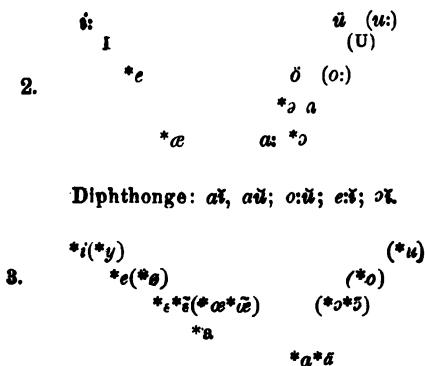 i: ü (u:)
I (U)
*e ö (o:)
2.
*ə a
*æ a: *ɔ
Diphthonge: aĭ, aŭ; o:ŭ; e:ĭ; ɔĭ.
*i(*y) (*u)
3. *e(*ø) (*o)
*ε*ε̃(*œ*œ̃) (*ɔ*ɔ̃)
*a
*ɑ*ɑ̃